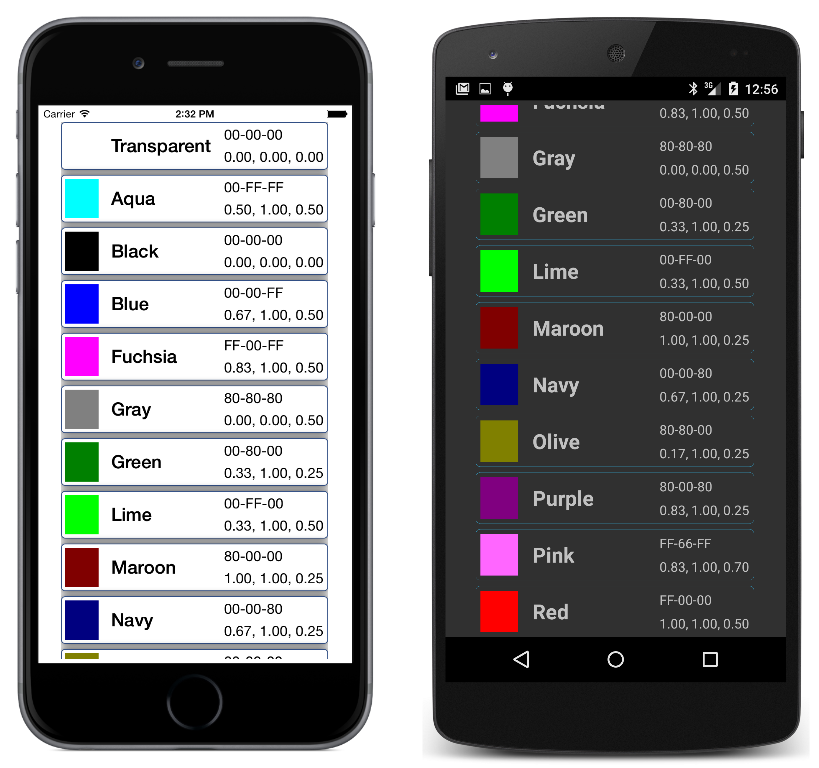 Carrier 2:32 PM
Transparent
00-00-00
0.00, 0.00, 0.00
Aqua
00-FF-FF
0.50, 1.00, 0.50
Black
00-00-00
0.00, 0.00, 0.00
Blue
00-00-FF
0.67, 1.00, 0.50
Fuchsia
FF-00-FF
0.83, 1.00, 0.50
Gray
80-80-80
0.00, 0.00, 0.50
Green
00-80-00
0.33, 1.00, 0.25
Lime
00-FF-00
0.33, 1.00, 0.50
Maroon
80-00-00
1.00, 1.00, 0.25
Navy
00-00-80
0.67, 1.00, 0.25
3G 12:56
Fuchsia
0.83, 1.00, 0.50
Gray
80-80-80
0.00, 0.00, 0.50
Green
00-80-00
0.33, 1.00, 0.25
Lime
00-FF-00
0.33, 1.00, 0.50
Maroon
80-00-00
1.00, 1.00, 0.25
Navy
00-00-80
0.67, 1.00, 0.25
Olive
80-80-00
0.17, 1.00, 0.25
Purple
80-00-80
0.83, 1.00, 0.25
Pink
FF-66-FF
0.83, 1.00, 0.70
Red
FF-00-00
1.00, 1.00, 0.50